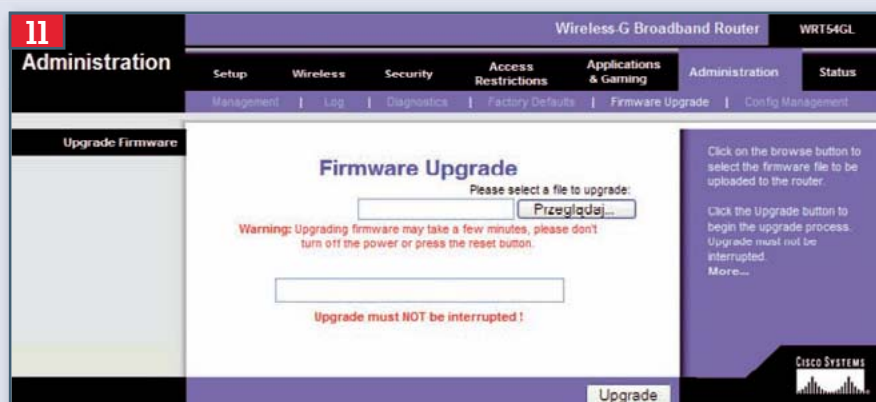 11
Wireless-G Broadband Router WRT54GL
Administration
Setup Wireless Security Access Restrictions Applications & Gaming Administration Status
Management | Log | Diagnostics | Factory Defaults | Firmware Upgrade | Config Management
Upgrade Firmware
Firmware Upgrade
Please select a file to upgrade:
Przeglądaj...
Warning: Upgrading firmware may take a few minutes, please don't
turn off the power or press the reset button.
Upgrade must NOT be interrupted !
Upgrade
Click on the browse button to
select the firmware file to be
uploaded to the router.
Click the Upgrade button to
begin the upgrade process.
Upgrade must not be
interrupted.
More...
CISCO SYSTEMS